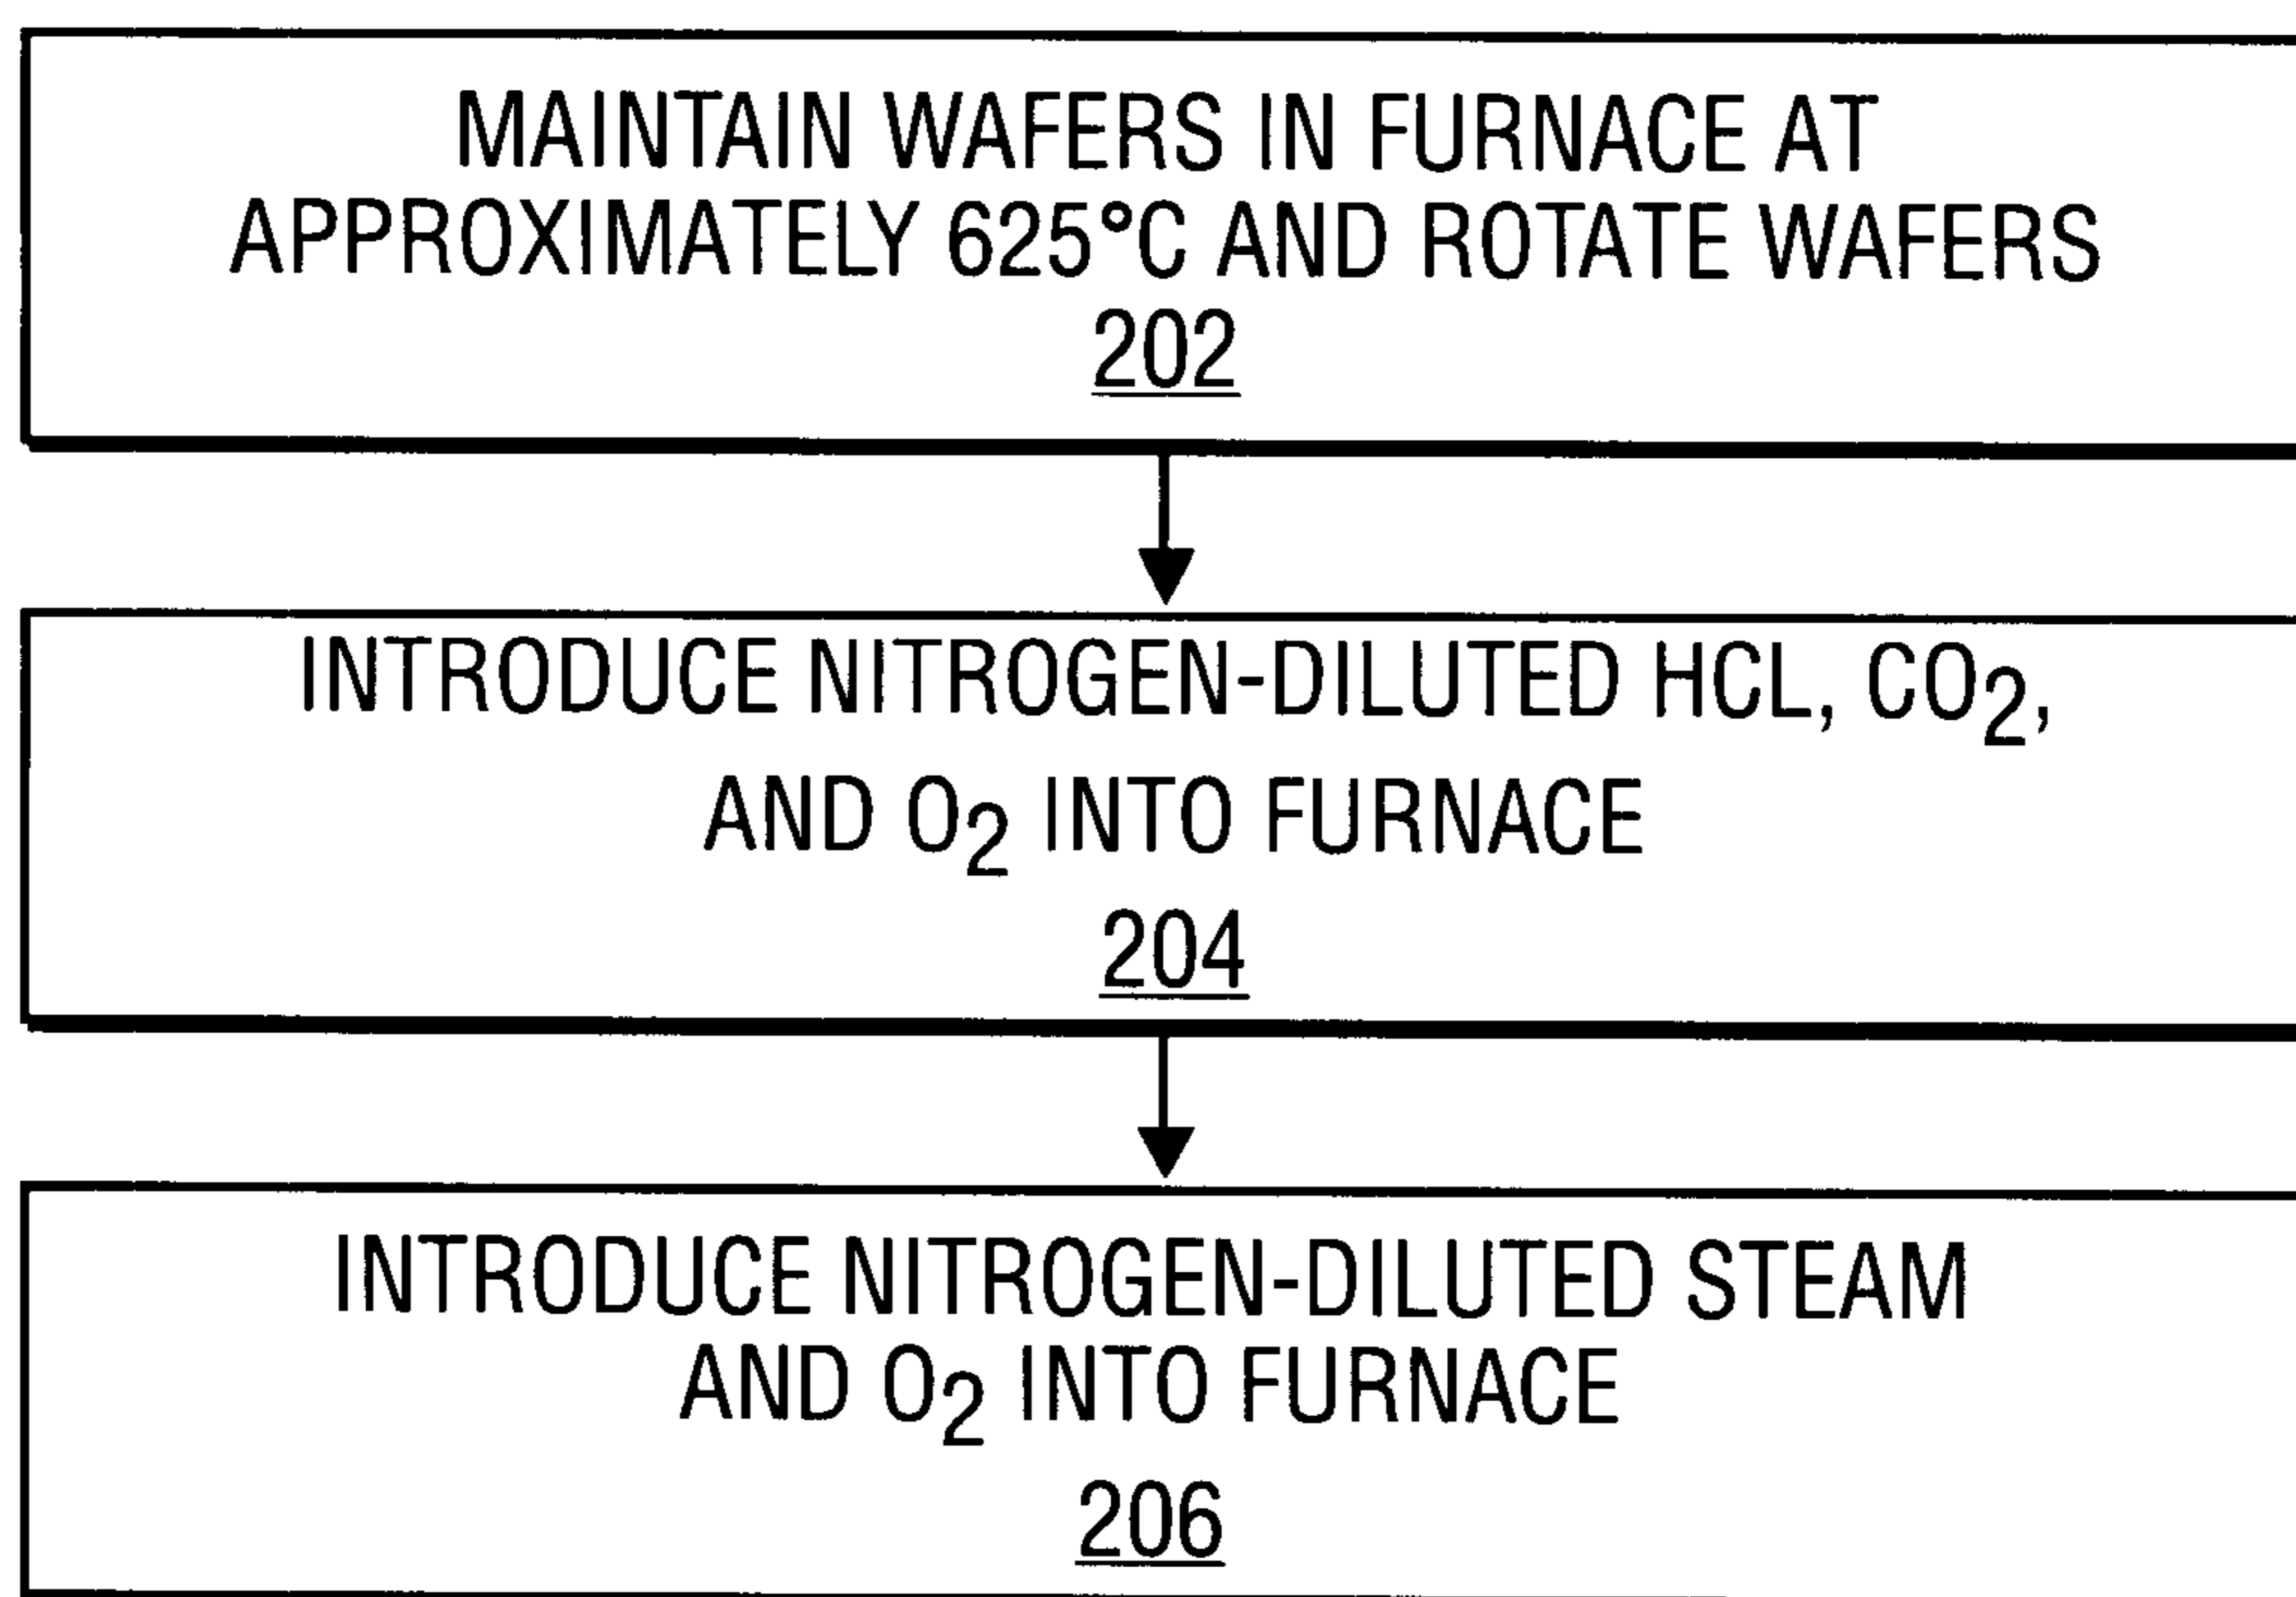 MAINTAIN WAFERS IN FURNACE AT
APPROXIMATELY 625°C AND ROTATE WAFERS
202
INTRODUCE NITROGEN-DILUTED HCL, CO₂,
AND O₂ INTO FURNACE
204
INTRODUCE NITROGEN-DILUTED STEAM
AND O₂ INTO FURNACE
206